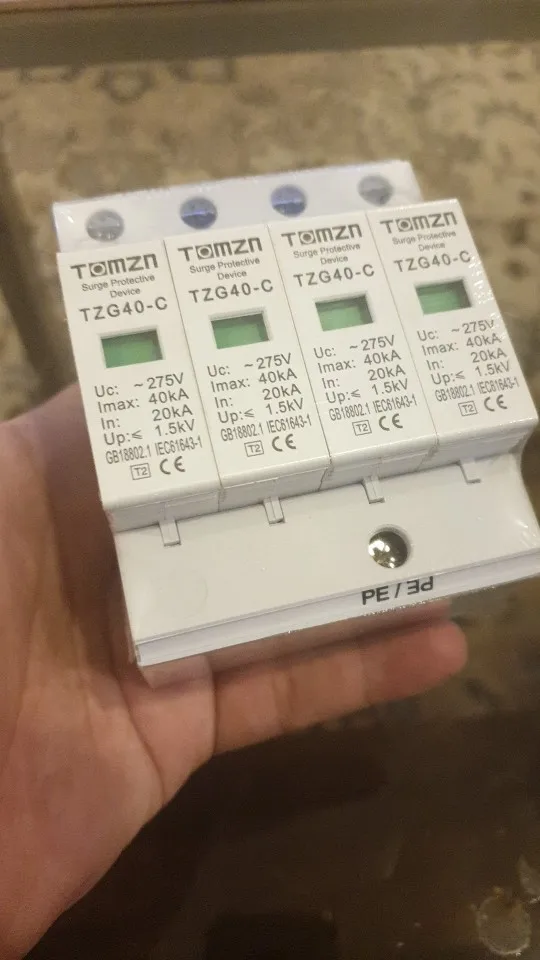 TOMZN
Surge Protective
Device
TZG40-C
Uc: ~275V
Imax: 40kA
In: 20kA
Up:≤ 1.5kV
GB18802.1 IEC61643-1
T2 CE
TOMZN
Surge Protective
Device
TZG40-C
Uc: ~275V
Imax: 40kA
In: 20kA
Up:≤ 1.5kV
GB18802.1 IEC61643-1
T2 CE
TOMZN
Surge Protective
Device
TZG40-C
Uc: ~275V
Imax: 40kA
In: 20kA
Up:≤ 1.5kV
GB18802.1 IEC61643-1
T2 CE
TOMZN
Surge Protective
Device
TZG40-C
Uc: ~275V
Imax: 40kA
In: 20kA
Up:≤ 1.5kV
GB18802.1 IEC61643-1
T2 CE
PE / PE